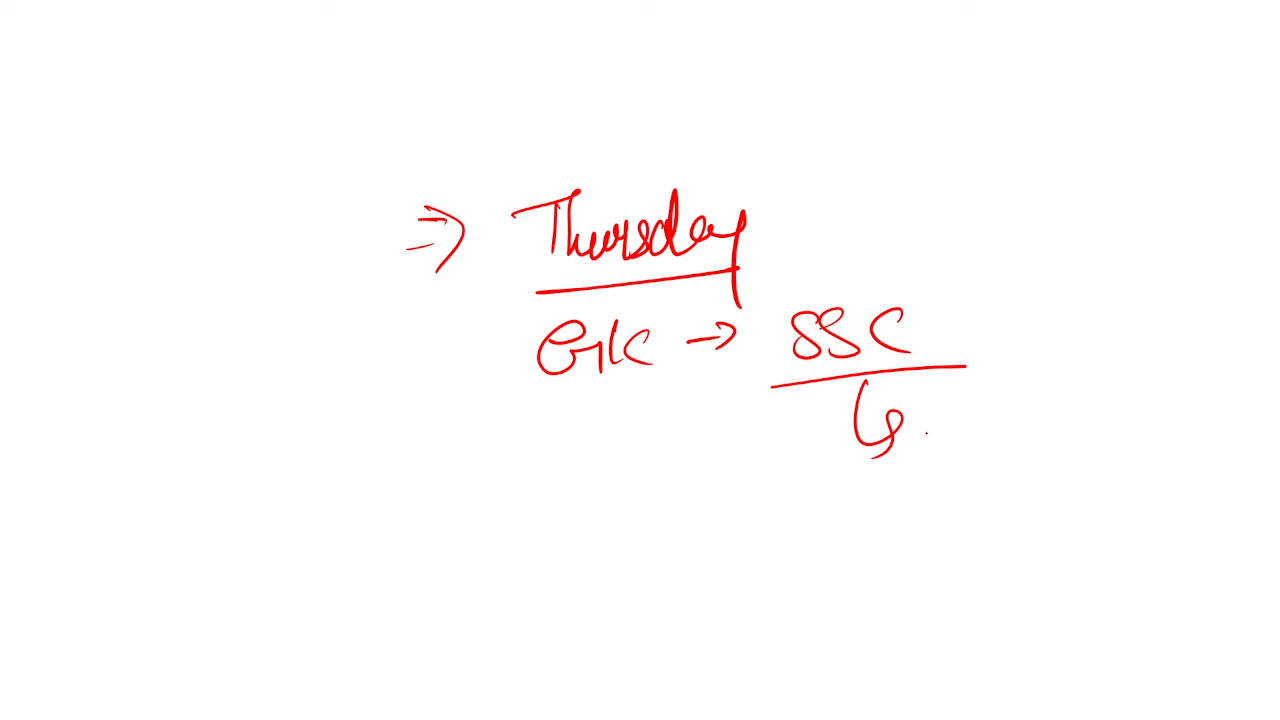 ⇒ Thursday
GK → SSC
↳